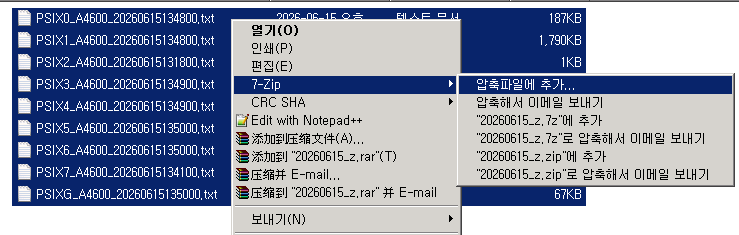 PSIX0_A4600_20260615134800,txt 2026-06-15 오후 텍스트 문서 187KB
PSIX1_A4600_20260615134800,txt 1,790KB
PSIX2_A4600_20260615131800,txt 1KB
PSIX3_A4600_20260615134900,txt
PSIX4_A4600_20260615134900,txt
PSIX5_A4600_20260615135000,txt
PSIX6_A4600_20260615135000,txt
PSIX7_A4600_20260615134100,txt
PSIXG_A4600_20260615135000,txt 67KB
열기(O)
인쇄(P)
편집(E)
7-Zip
CRC SHA
Edit with Notepad++
添加到压缩文件(A)...
添加到 "20260615_z,rar"(T)
压缩并 E-mail...
压缩到 "20260615_z,rar" 并 E-mail
보내기(N)
압축파일에 추가...
압축해서 이메일 보내기
"20260615_z,7z"에 추가
"20260615_z,7z"로 압축해서 이메일 보내기
"20260615_z,zip"에 추가
"20260615_z,zip"로 압축해서 이메일 보내기